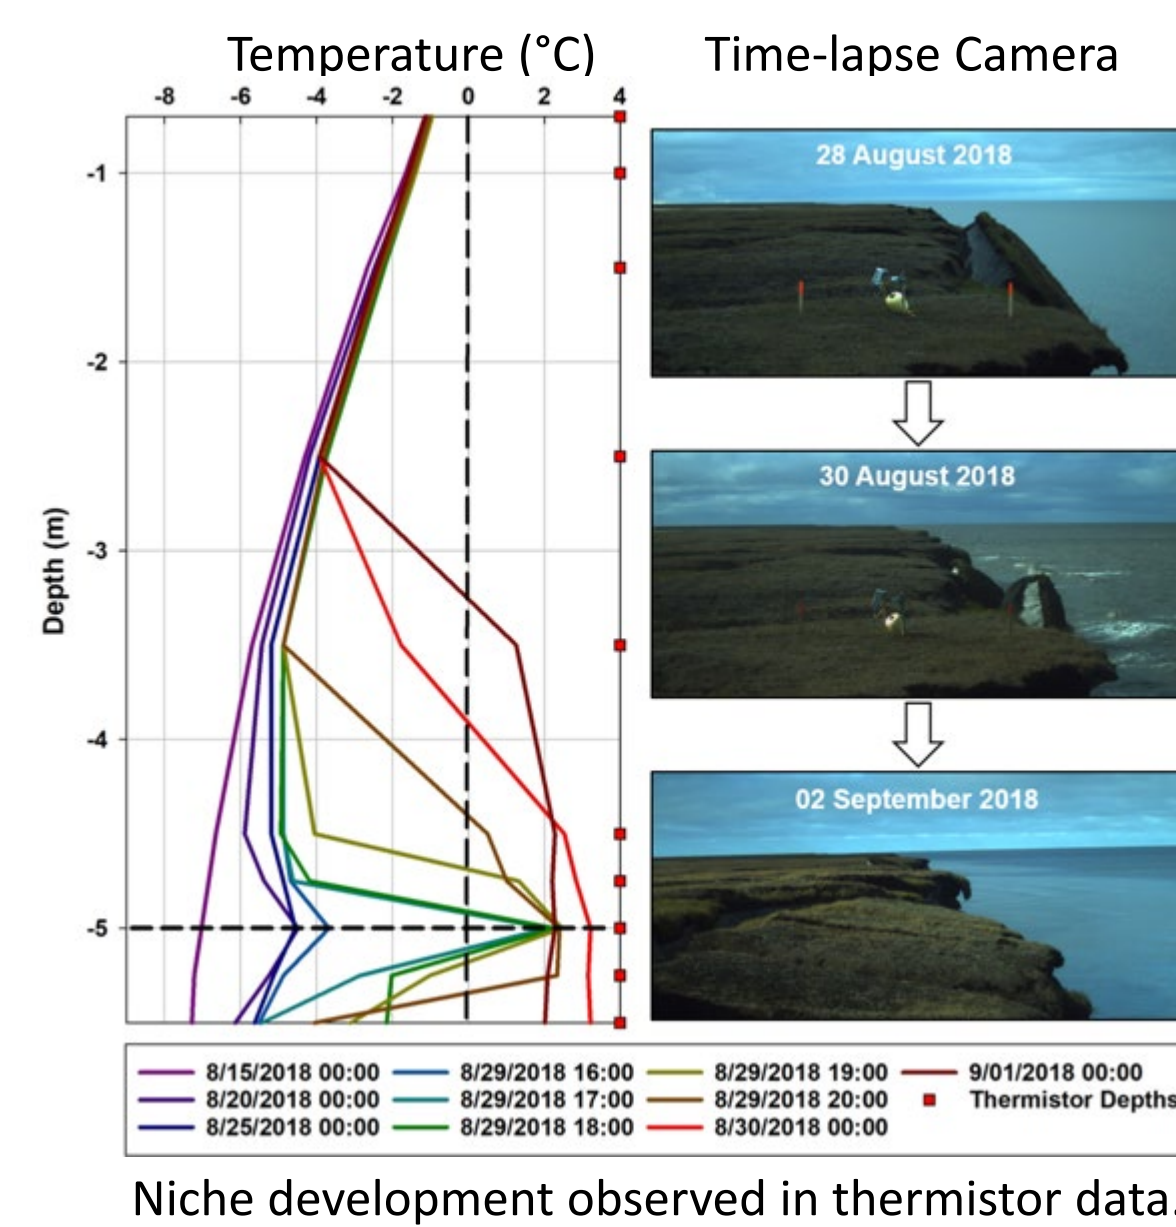 Temperature (°C)
Time-lapse Camera
-8 -6 -4 -2 0 2 4
-1
-2
-3
-4
-5
Depth (m)
28 August 2018
30 August 2018
02 September 2018
8/15/2018 00:00 8/29/2018 16:00 8/29/2018 19:00 9/01/2018 00:00
8/20/2018 00:00 8/29/2018 17:00 8/29/2018 20:00 Thermistor Depths
8/25/2018 00:00 8/29/2018 18:00 8/30/2018 00:00
Niche development observed in thermistor data.